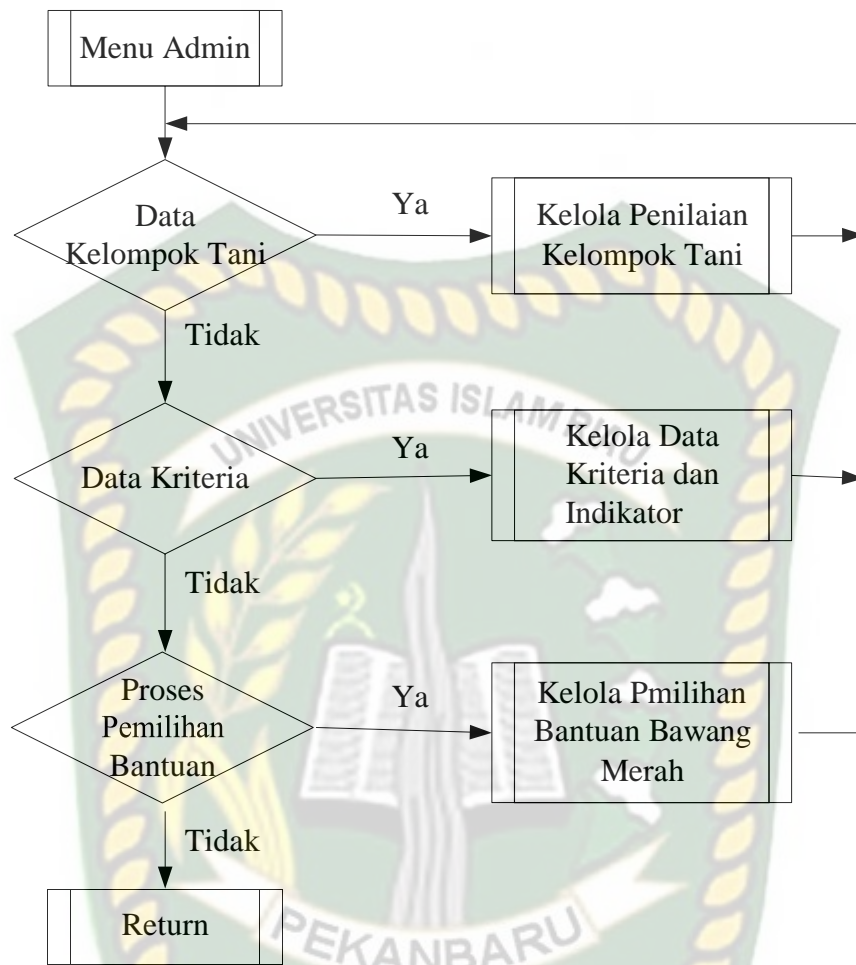 Menu Admin
Data
Kelompok Tani
Ya
Kelola Penilaian
Kelompok Tani
Tidak
UNIVERSITAS ISLAM RIAU
Data Kriteria
Ya
Kelola Data
Kriteria dan
Indikator
Tidak
Proses
Pemilihan
Bantuan
Ya
Kelola Pmilihan
Bantuan Bawang
Merah
Tidak
Return
PEKANBARU